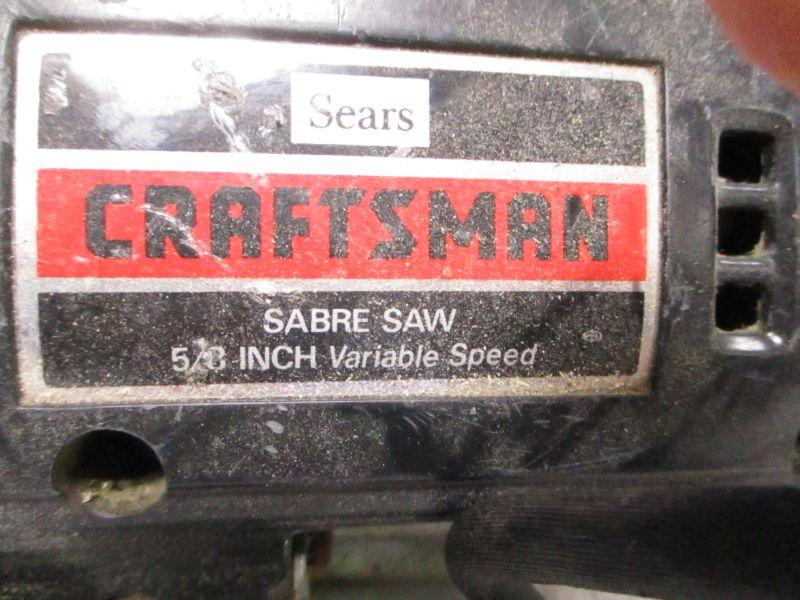 Sears
CRAFTSMAN
SABRE SAW
5/8 INCH Variable Speed